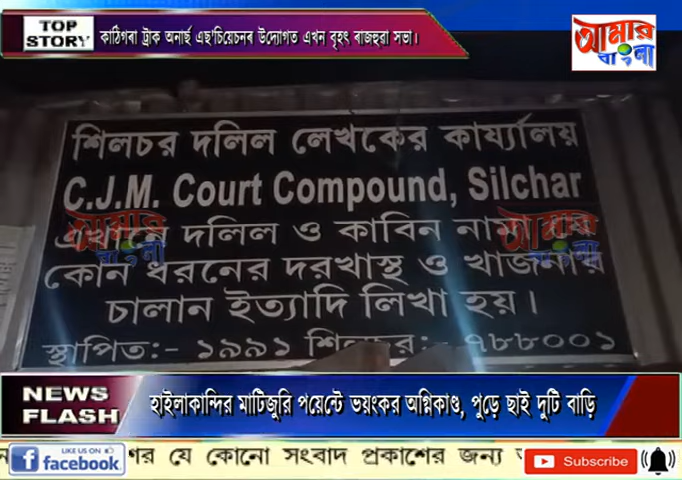 TOP STORY
কাঠিগৰা ট্ৰাক অনাৰ্ছ এছ'চিয়েচনৰ উদ্যোগত এখন বৃহৎ ৰাজহুৱা সভা।
আমার বাংলা
শিলচর দলিল লেখকের কার্য্যালয়
C.J.M. Court Compound, Silchar
এখানে দলিল ও কাবিন নামা
কোন ধরনের দরখাস্থ ও খাজনার
চালান ইত্যাদি লিখা হয়।
স্থাপিতঃ- ১৯৯১ শিলচরঃ- ৭৮৮০০১
আমার বাংলা
আমার বাংলা
NEWS FLASH
হাইলাকান্দির মাটিজুরি পয়েন্টে ভয়ংকর অগ্নিকাণ্ড, পুড়ে ছাই দুটি বাড়ি
LIKE US ON
facebook
যে কোনো সংবাদ প্রকাশের জন্য
Subscribe